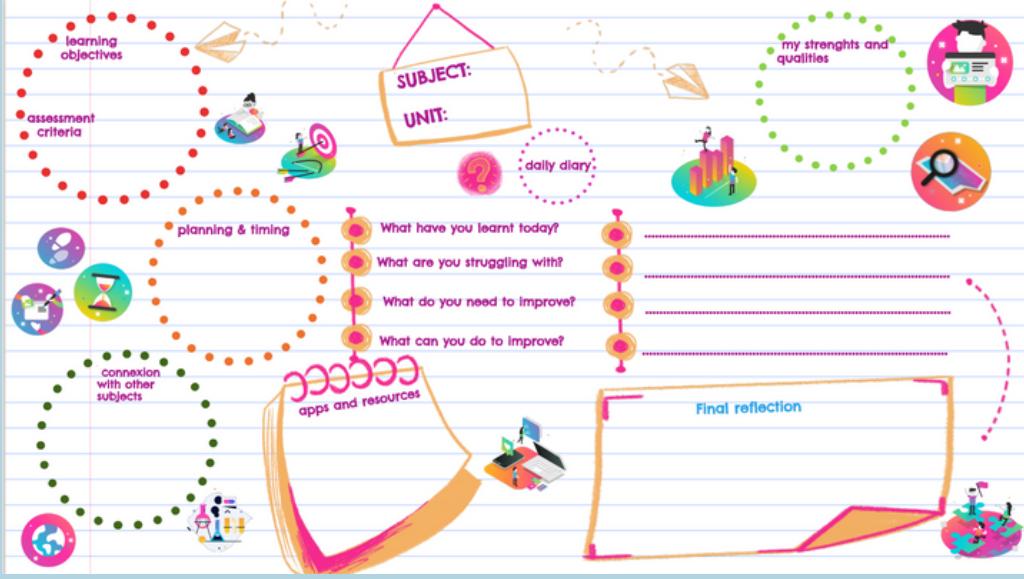 learning
objectives
assessment
criteria
SUBJECT:
UNIT:
my strenghts and
qualities
daily diary
planning & timing
What have you learnt today?
What are you struggling with?
What do you need to improve?
What can you do to improve?
connexion
with other
subjects
apps and resources
Final reflection